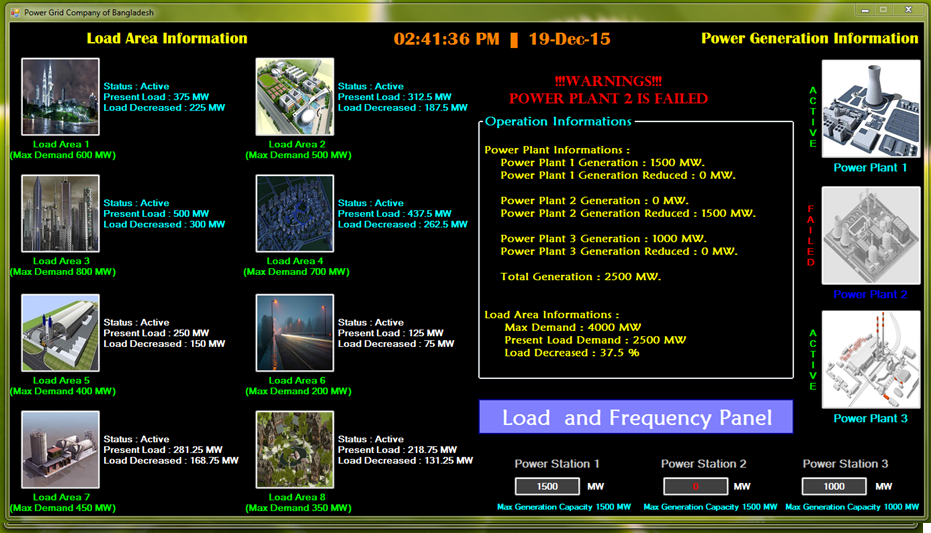 Power Grid Company of Bangladesh
Load Area Information
02:41:36 PM || 19-Dec-15
Power Generation Information
Status : Active
Present Load : 375 MW
Load Decreased : 225 MW
Load Area 1
(Max Demand 600 MW)
Status : Active
Present Load : 312.5 MW
Load Decreased : 187.5 MW
Load Area 2
(Max Demand 500 MW)
Status : Active
Present Load : 500 MW
Load Decreased : 300 MW
Load Area 3
(Max Demand 800 MW)
Status : Active
Present Load : 437.5 MW
Load Decreased : 262.5 MW
Load Area 4
(Max Demand 700 MW)
Status : Active
Present Load : 250 MW
Load Decreased : 150 MW
Load Area 5
(Max Demand 400 MW)
Status : Active
Present Load : 125 MW
Load Decreased : 75 MW
Load Area 6
(Max Demand 200 MW)
Status : Active
Present Load : 281.25 MW
Load Decreased : 168.75 MW
Load Area 7
(Max Demand 450 MW)
Status : Active
Present Load : 218.75 MW
Load Decreased : 131.25 MW
Load Area 8
(Max Demand 350 MW)
!!!WARNINGS!!!
POWER PLANT 2 IS FAILED
Operation Informations
Power Plant Informations :
Power Plant 1 Generation : 1500 MW.
Power Plant 1 Generation Reduced : 0 MW.
Power Plant 2 Generation : 0 MW.
Power Plant 2 Generation Reduced : 1500 MW.
Power Plant 3 Generation : 1000 MW.
Power Plant 3 Generation Reduced : 0 MW.
Total Generation : 2500 MW.
Load Area Informations :
Max Demand : 4000 MW
Present Load Demand : 2500 MW
Load Decreased : 37.5 %
Load and Frequency Panel
Power Station 1
1500 MW
Max Generation Capacity 1500 MW
Power Station 2
0 MW
Max Generation Capacity 1500 MW
Power Station 3
1000 MW
Max Generation Capacity 1000 MW
ACTIVE
Power Plant 1
FAILED
Power Plant 2
ACTIVE
Power Plant 3